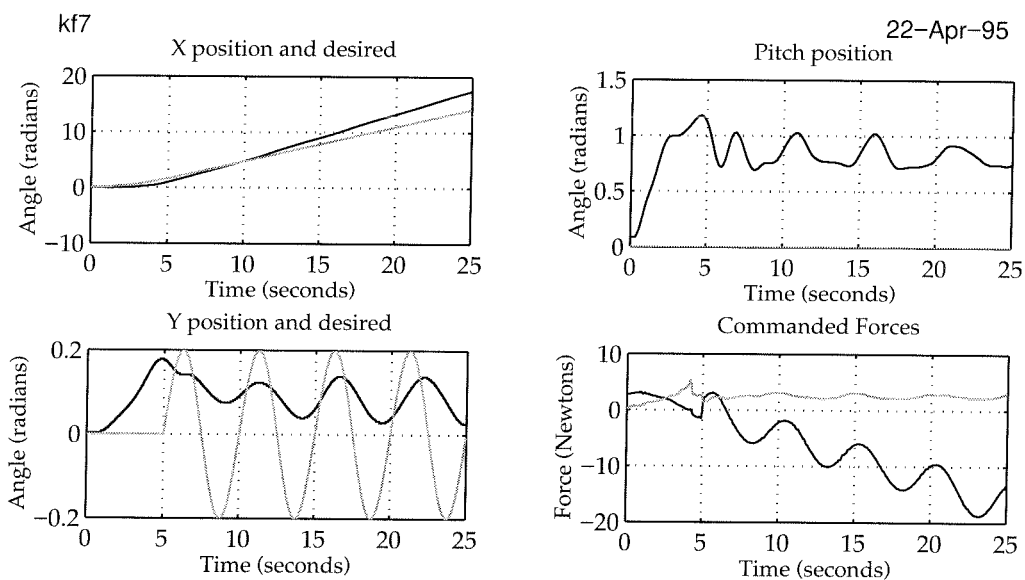 kf7
22-Apr-95
X position and desired
20
10
0
-10
Angle (radians)
0 5 10 15 20 25
Time (seconds)
Pitch position
1.5
1
0.5
0
Angle (radians)
0 5 10 15 20 25
Time (seconds)
Y position and desired
0.2
0
-0.2
Angle (radians)
0 5 10 15 20 25
Time (seconds)
Commanded Forces
10
0
-10
-20
Force (Newtons)
0 5 10 15 20 25
Time (seconds)